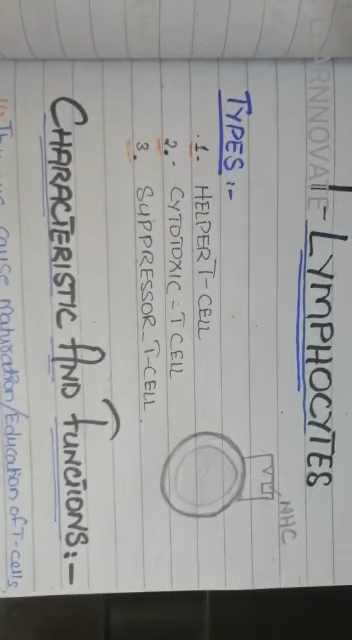 LEARNNOVATE
T-LYMPHOCYTES
TYPES :-
1- HELPER T-CELL
2.- CYTOTOXIC-T CELL
3. SUPPRESSOR-T-CELL.
MHC
CHARACTERISTIC AND FUNCTIONS:-
cause Maturation/Education of T-cells.